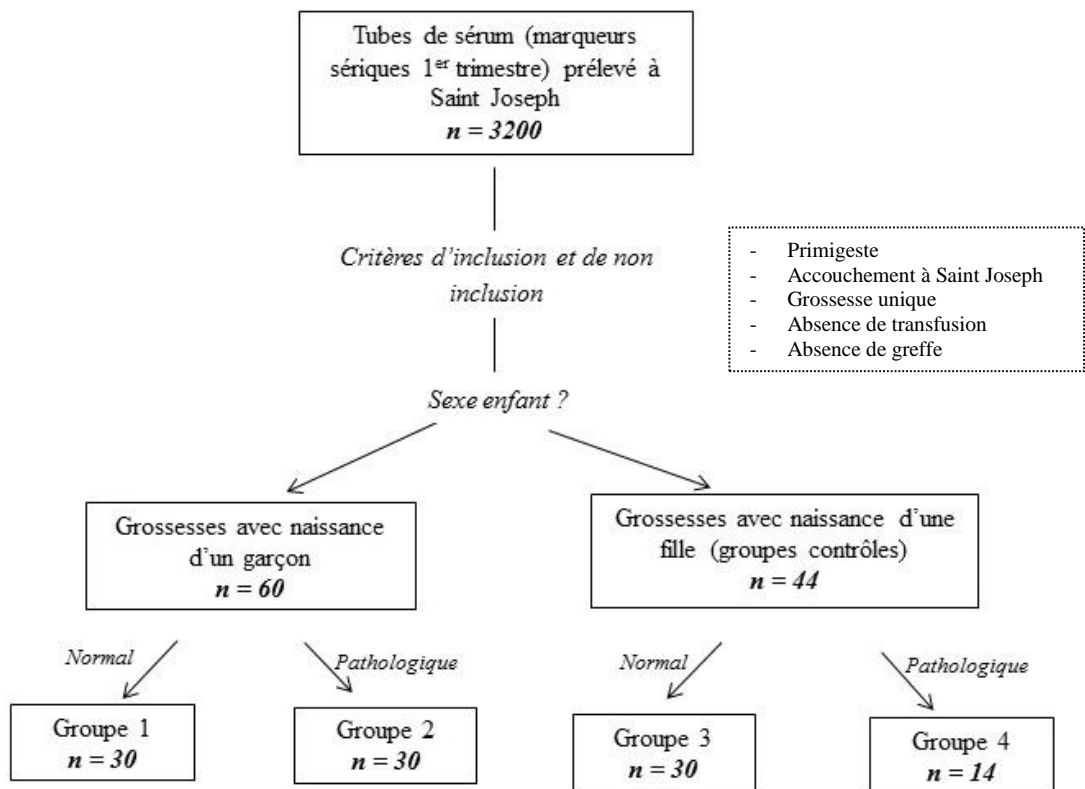 Tubes de sérum (marqueurs
sériques 1er trimestre) prélevé à
Saint Joseph
n = 3200
Critères d'inclusion et de non
inclusion
- Primigeste
- Accouchement à Saint Joseph
- Grossesse unique
- Absence de transfusion
- Absence de greffe
Sexe enfant ?
Grossesses avec naissance
d'un garçon
n = 60
Grossesses avec naissance d'une
fille (groupes contrôles)
n = 44
Normal
Pathologique
Normal
Pathologique
Groupe 1
n = 30
Groupe 2
n = 30
Groupe 3
n = 30
Groupe 4
n = 14